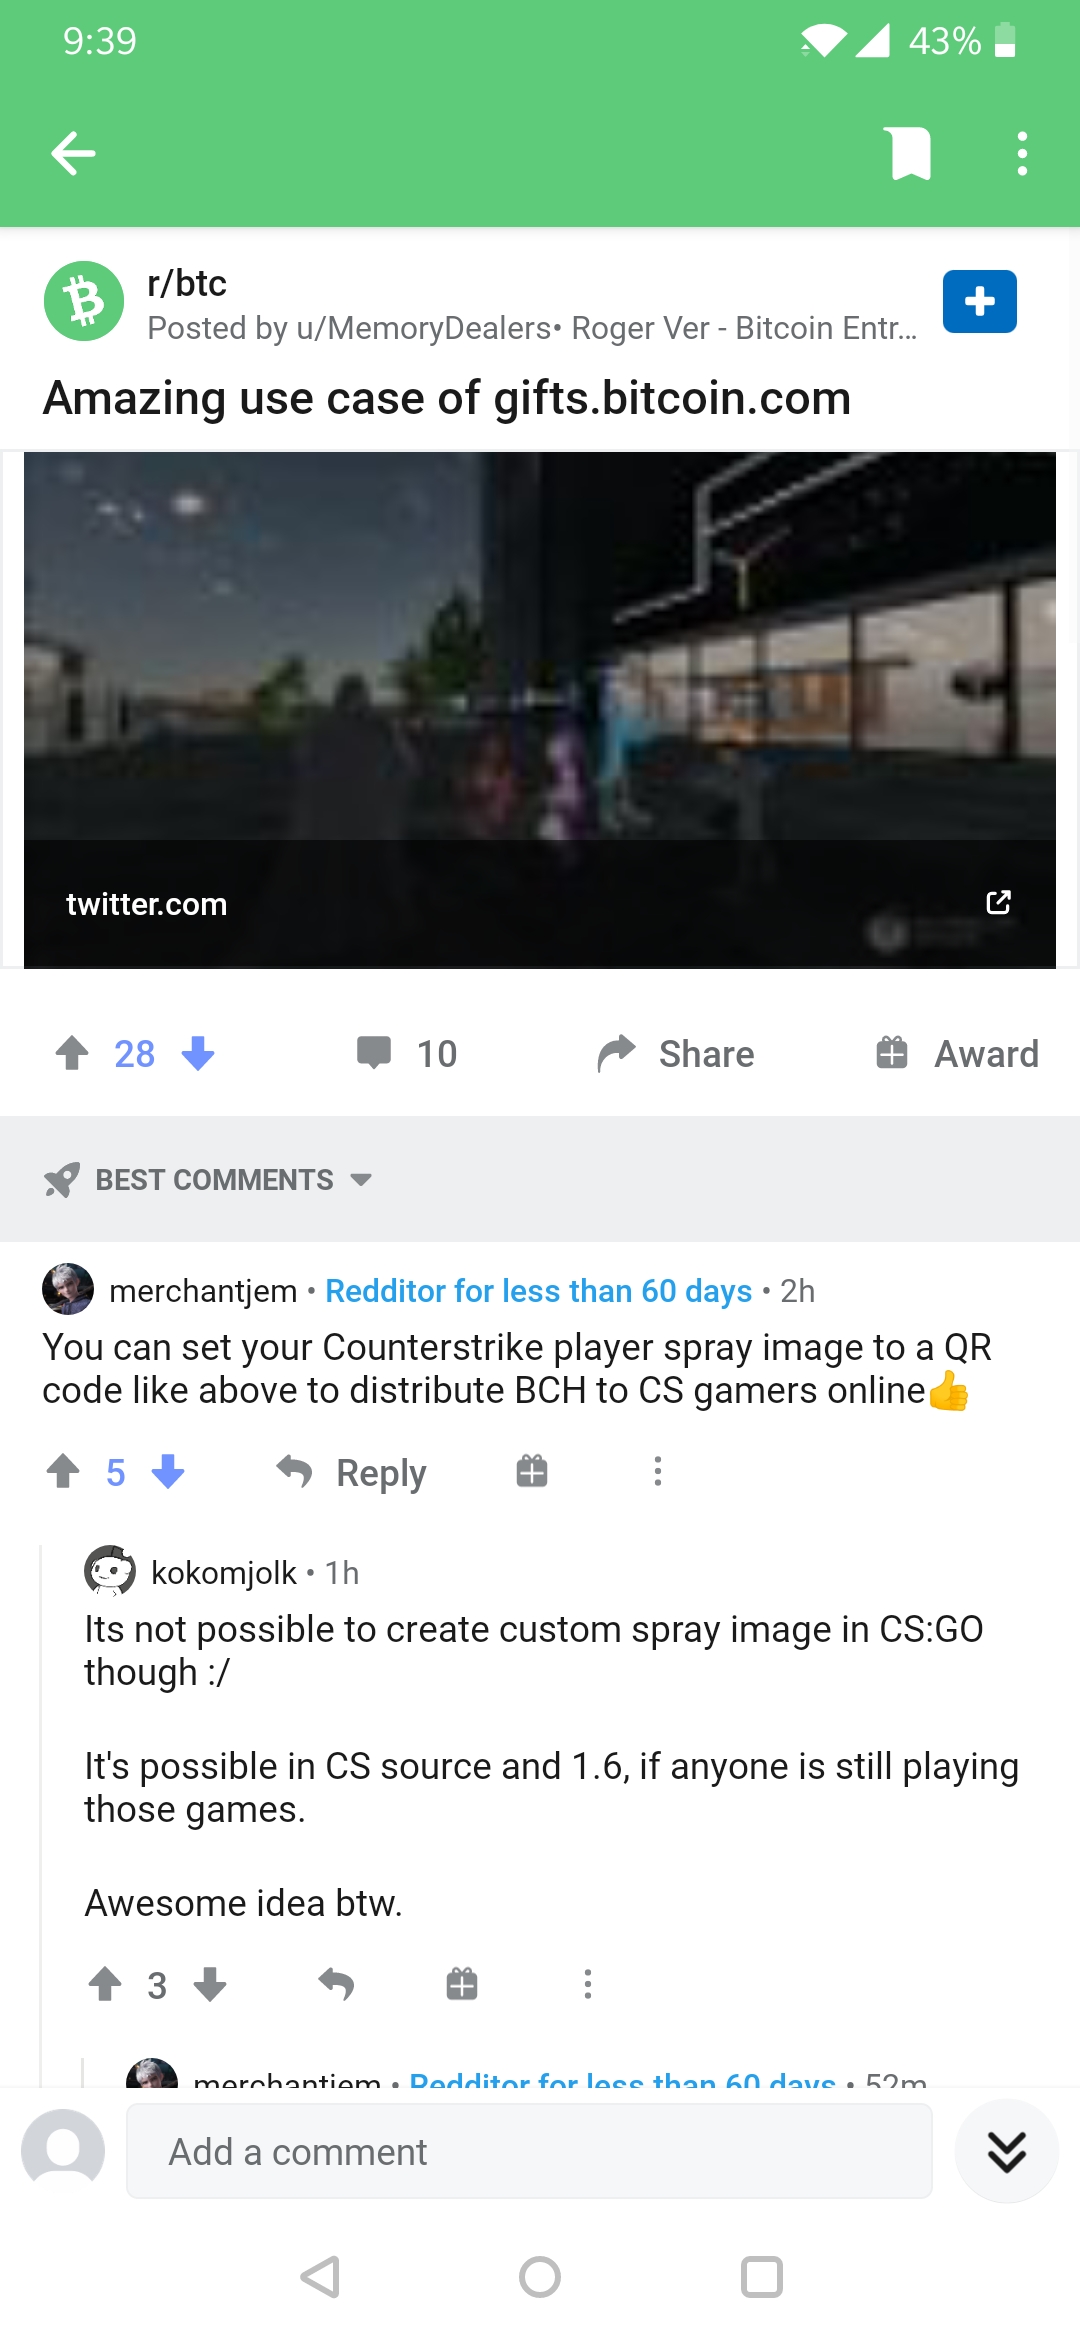 9:39
43%
r/btc
Posted by u/MemoryDealers• Roger Ver - Bitcoin Entr...
Amazing use case of gifts.bitcoin.com
twitter.com
28
10
Share
Award
BEST COMMENTS
merchantjem • Redditor for less than 60 days • 2h
You can set your Counterstrike player spray image to a QR
code like above to distribute BCH to CS gamers online👍
5
Reply
kokomjolk • 1h
Its not possible to create custom spray image in CS:GO
though :/
It's possible in CS source and 1.6, if anyone is still playing
those games.
Awesome idea btw.
3
merchantjem • Redditor for less than 60 days • 52m
Add a comment